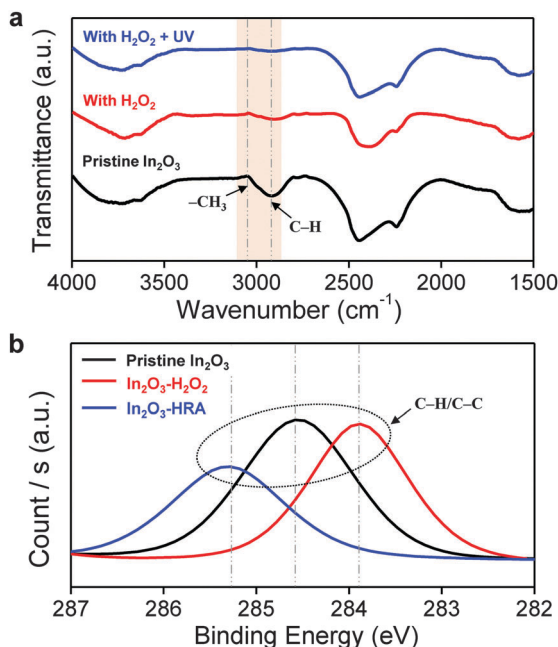 a
With H₂O₂ + UV
With H₂O₂
Pristine In₂O₃
–CH₃
C–H
Transmittance (a.u.)
4000 3500 3000 2500 2000 1500
Wavenumber (cm⁻¹)
b
Pristine In₂O₃
In₂O₃-H₂O₂
In₂O₃-HRA
C–H/C–C
Count / s (a.u.)
287 286 285 284 283 282
Binding Energy (eV)